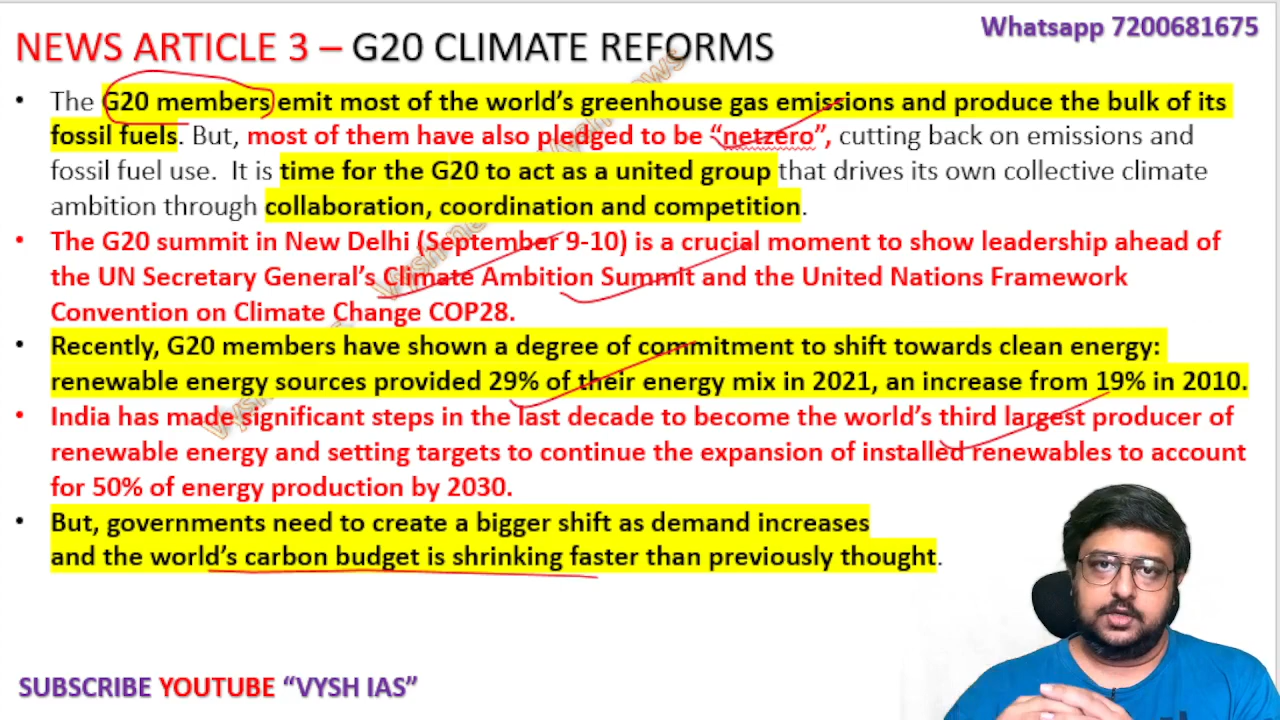 Whatsapp 7200681675
NEWS ARTICLE 3 – G20 CLIMATE REFORMS
• The G20 members emit most of the world’s greenhouse gas emissions and produce the bulk of its
fossil fuels. But, most of them have also pledged to be “netzero”, cutting back on emissions and
fossil fuel use. It is time for the G20 to act as a united group that drives its own collective climate
ambition through collaboration, coordination and competition.
• The G20 summit in New Delhi (September 9-10) is a crucial moment to show leadership ahead of
the UN Secretary General’s Climate Ambition Summit and the United Nations Framework
Convention on Climate Change COP28.
• Recently, G20 members have shown a degree of commitment to shift towards clean energy:
renewable energy sources provided 29% of their energy mix in 2021, an increase from 19% in 2010.
• India has made significant steps in the last decade to become the world’s third largest producer of
renewable energy and setting targets to continue the expansion of installed renewables to account
for 50% of energy production by 2030.
• But, governments need to create a bigger shift as demand increases
and the world’s carbon budget is shrinking faster than previously thought.
SUBSCRIBE YOUTUBE “VYSH IAS”